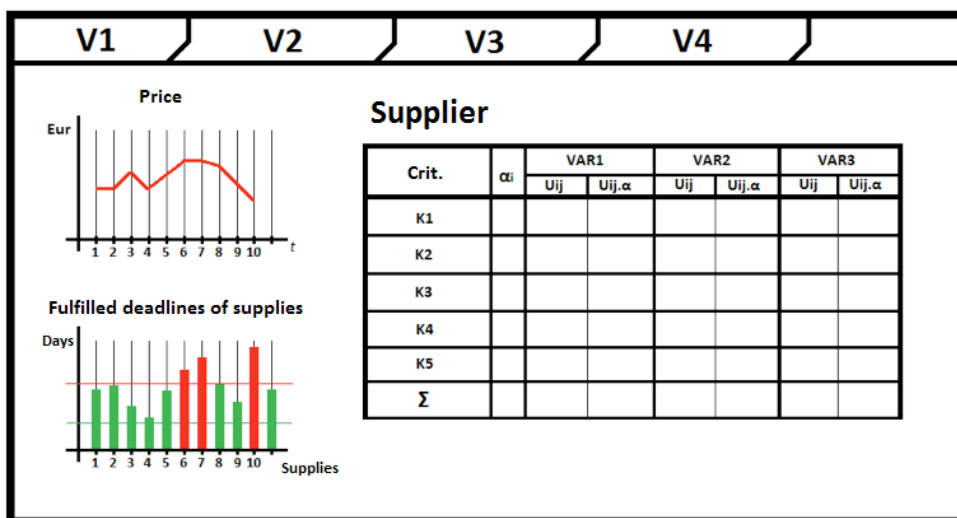 V1 V2 V3 V4
Price
Eur
t
1 2 3 4 5 6 7 8 9 10
Fulfilled deadlines of supplies
Days
1 2 3 4 5 6 7 8 9 10
Supplies
Supplier
Crit. αi VAR1 VAR2 VAR3
Uij Uij.α Uij Uij.α Uij Uij.α
K1
K2
K3
K4
K5
Σ